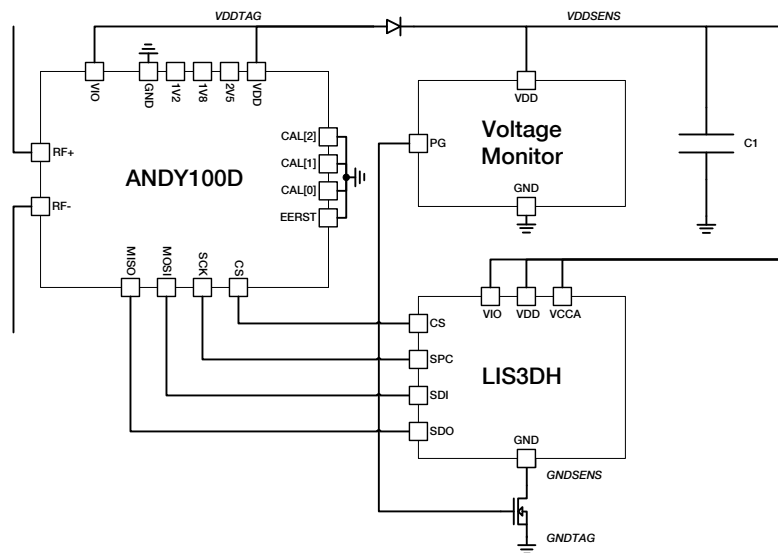 VDDTAG
VDDSENS
VIO
GND
1V2
1V8
2V5
VDD
RF+
RF-
ANDY100D
CAL[2]
CAL[1]
CAL[0]
EERST
MISO
MOSI
SCK
CS
VDD
PG
Voltage
Monitor
GND
C1
VIO
VDD
VCCA
CS
SPC
SDI
SDO
LIS3DH
GND
GNDSENS
GNDTAG